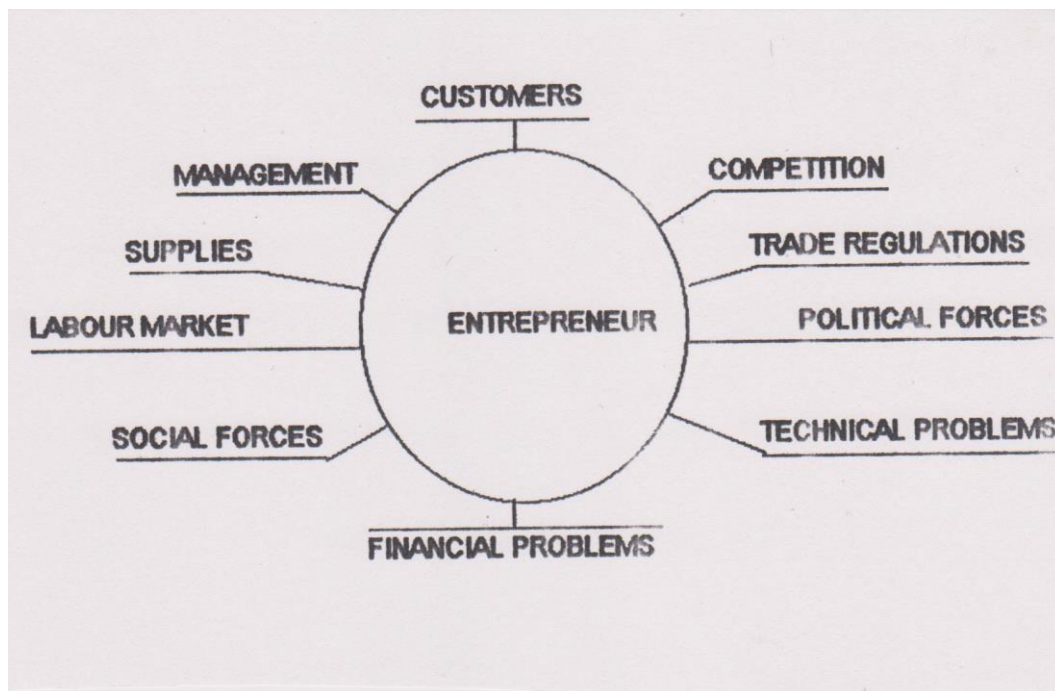 CUSTOMERS
MANAGEMENT
COMPETITION
SUPPLIES
TRADE REGULATIONS
LABOUR MARKET
ENTREPRENEUR
POLITICAL FORCES
SOCIAL FORCES
TECHNICAL PROBLEMS
FINANCIAL PROBLEMS